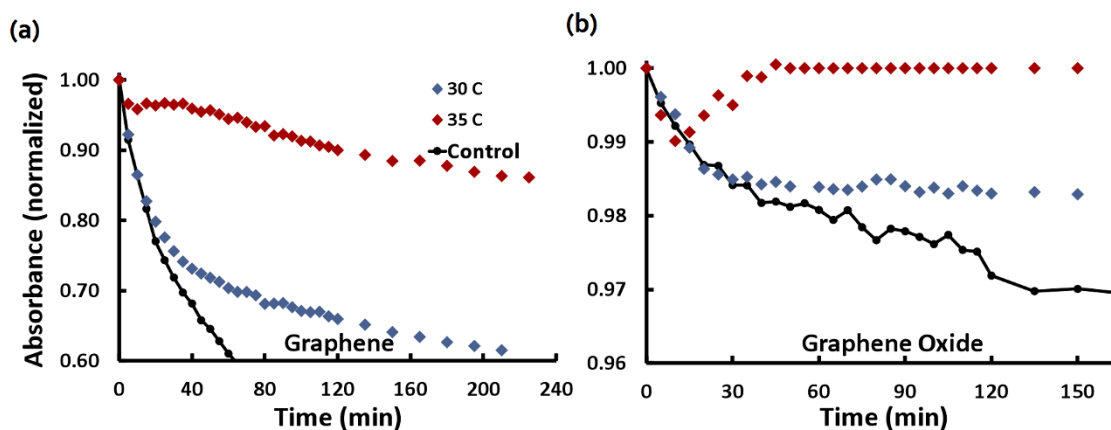 (a)
Absorbance (normalized)
1.00
0.90
0.80
0.70
0.60
30 C
35 C
Control
Graphene
0 40 80 120 160 200 240
Time (min)
(b)
1.00
0.99
0.98
0.97
0.96
Graphene Oxide
0 30 60 90 120 150
Time (min)